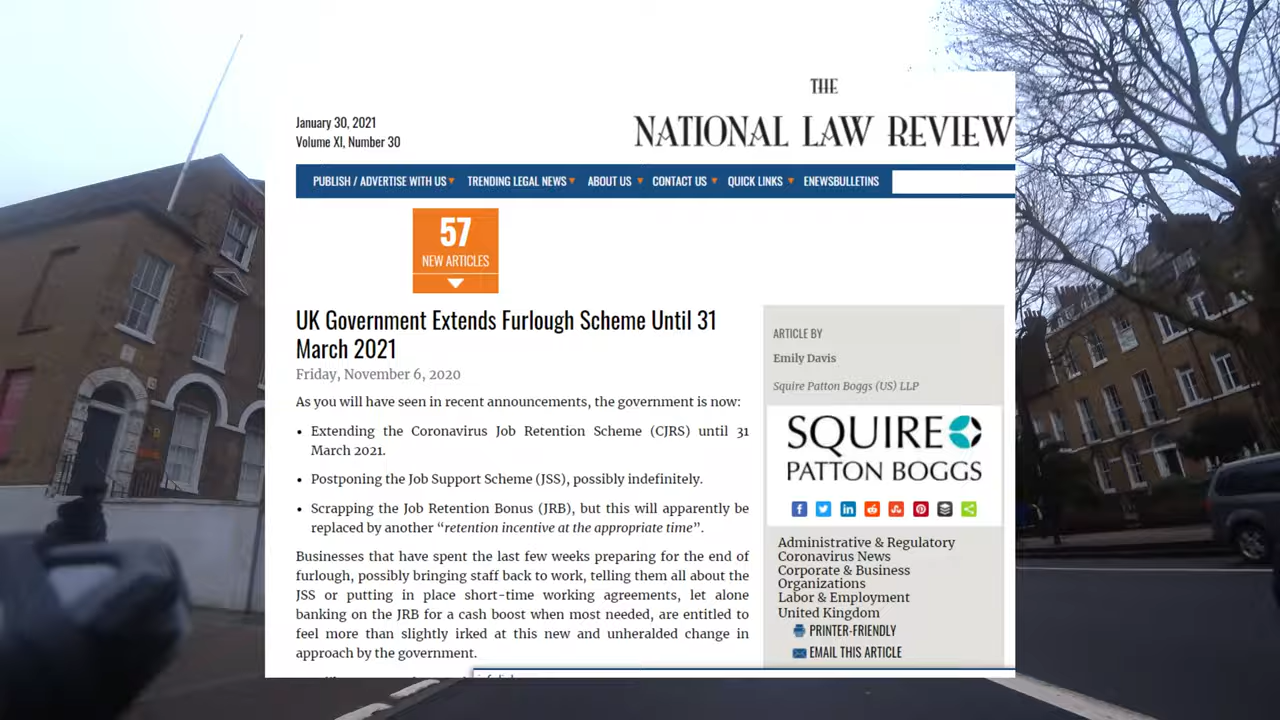 THE
January 30, 2021
Volume XI, Number 30
NATIONAL LAW REVIEW
PUBLISH / ADVERTISE WITH US TRENDING LEGAL NEWS ABOUT US CONTACT US QUICK LINKS ENEWSBULLETINS
57
NEW ARTICLES
UK Government Extends Furlough Scheme Until 31
March 2021
Friday, November 6, 2020
As you will have seen in recent announcements, the government is now:
• Extending the Coronavirus Job Retention Scheme (CJRS) until 31
March 2021.
• Postponing the Job Support Scheme (JSS), possibly indefinitely.
• Scrapping the Job Retention Bonus (JRB), but this will apparently be
replaced by another “retention incentive at the appropriate time”.
Businesses that have spent the last few weeks preparing for the end of
furlough, possibly bringing staff back to work, telling them all about the
JSS or putting in place short-time working agreements, let alone
banking on the JRB for a cash boost when most needed, are entitled to
feel more than slightly irked at this new and unheralded change in
approach by the government.
ARTICLE BY
Emily Davis
Squire Patton Boggs (US) LLP
SQUIRE
PATTON BOGGS
Administrative & Regulatory
Coronavirus News
Corporate & Business
Organizations
Labor & Employment
United Kingdom
PRINTER-FRIENDLY
EMAIL THIS ARTICLE